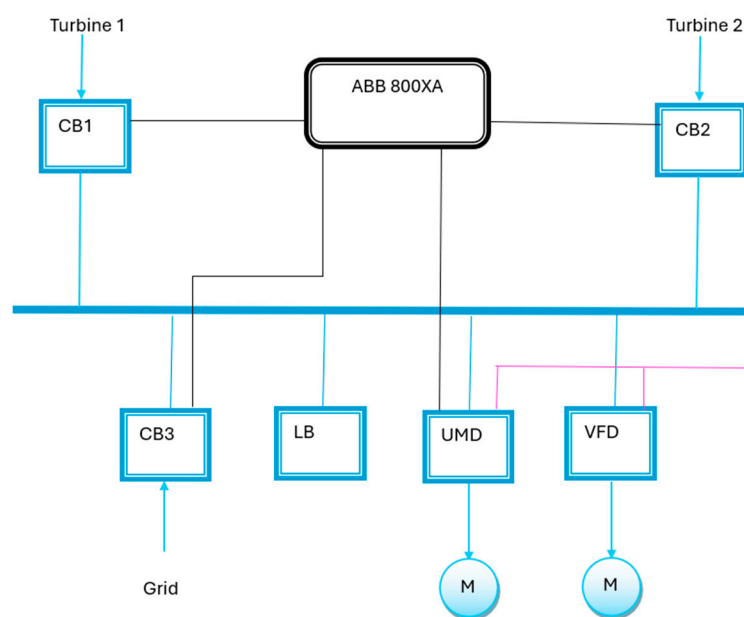 Turbine 1
Turbine 2
ABB 800XA
CB1
CB2
CB3
LB
UMD
VFD
Grid
M
M